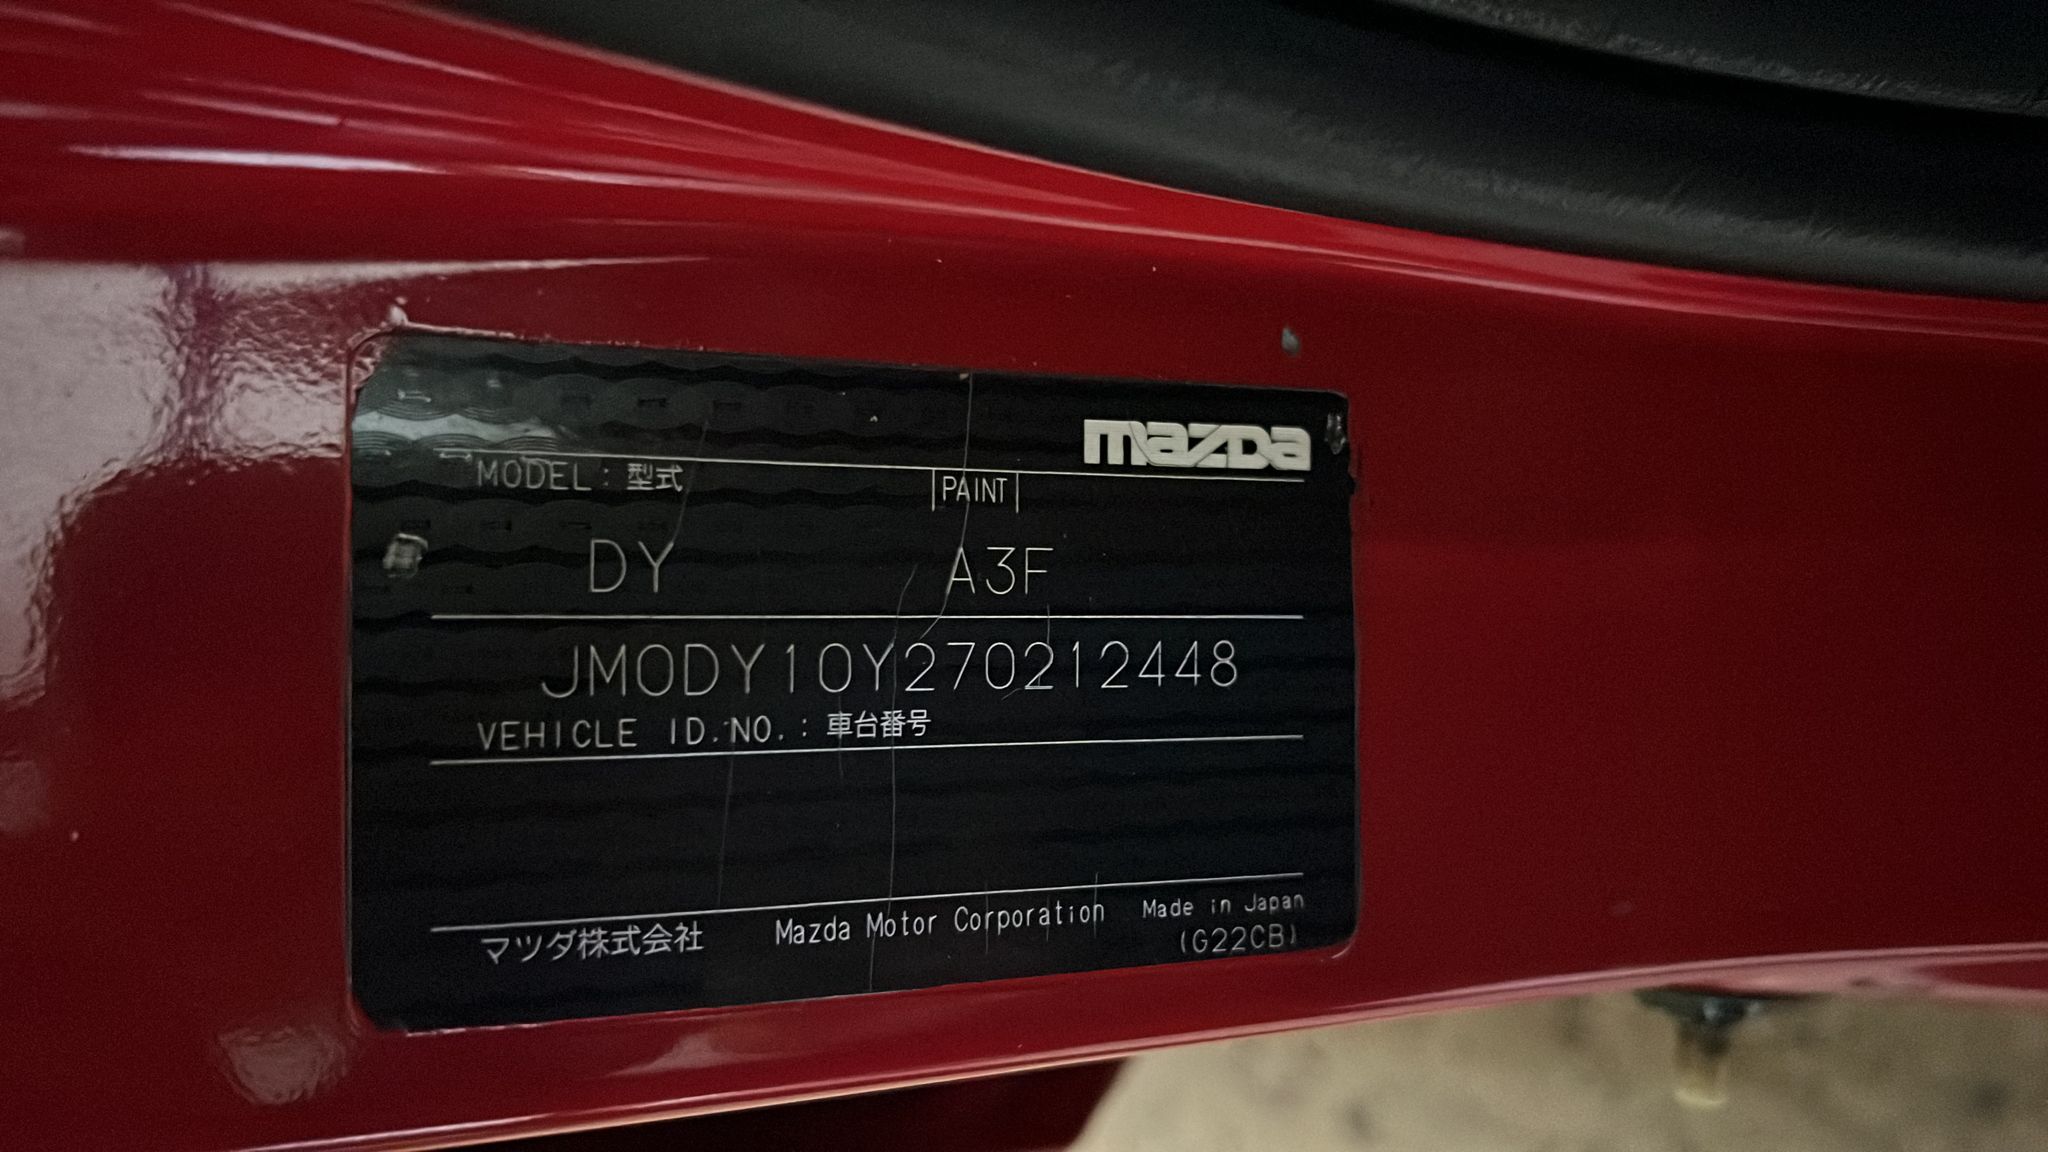 mazda
MODEL : 型式
PAINT
DY A3F
JM0DY10Y270212448
VEHICLE ID.NO. : 車台番号
マツダ株式会社 Mazda Motor Corporation Made in Japan
(G22CB)